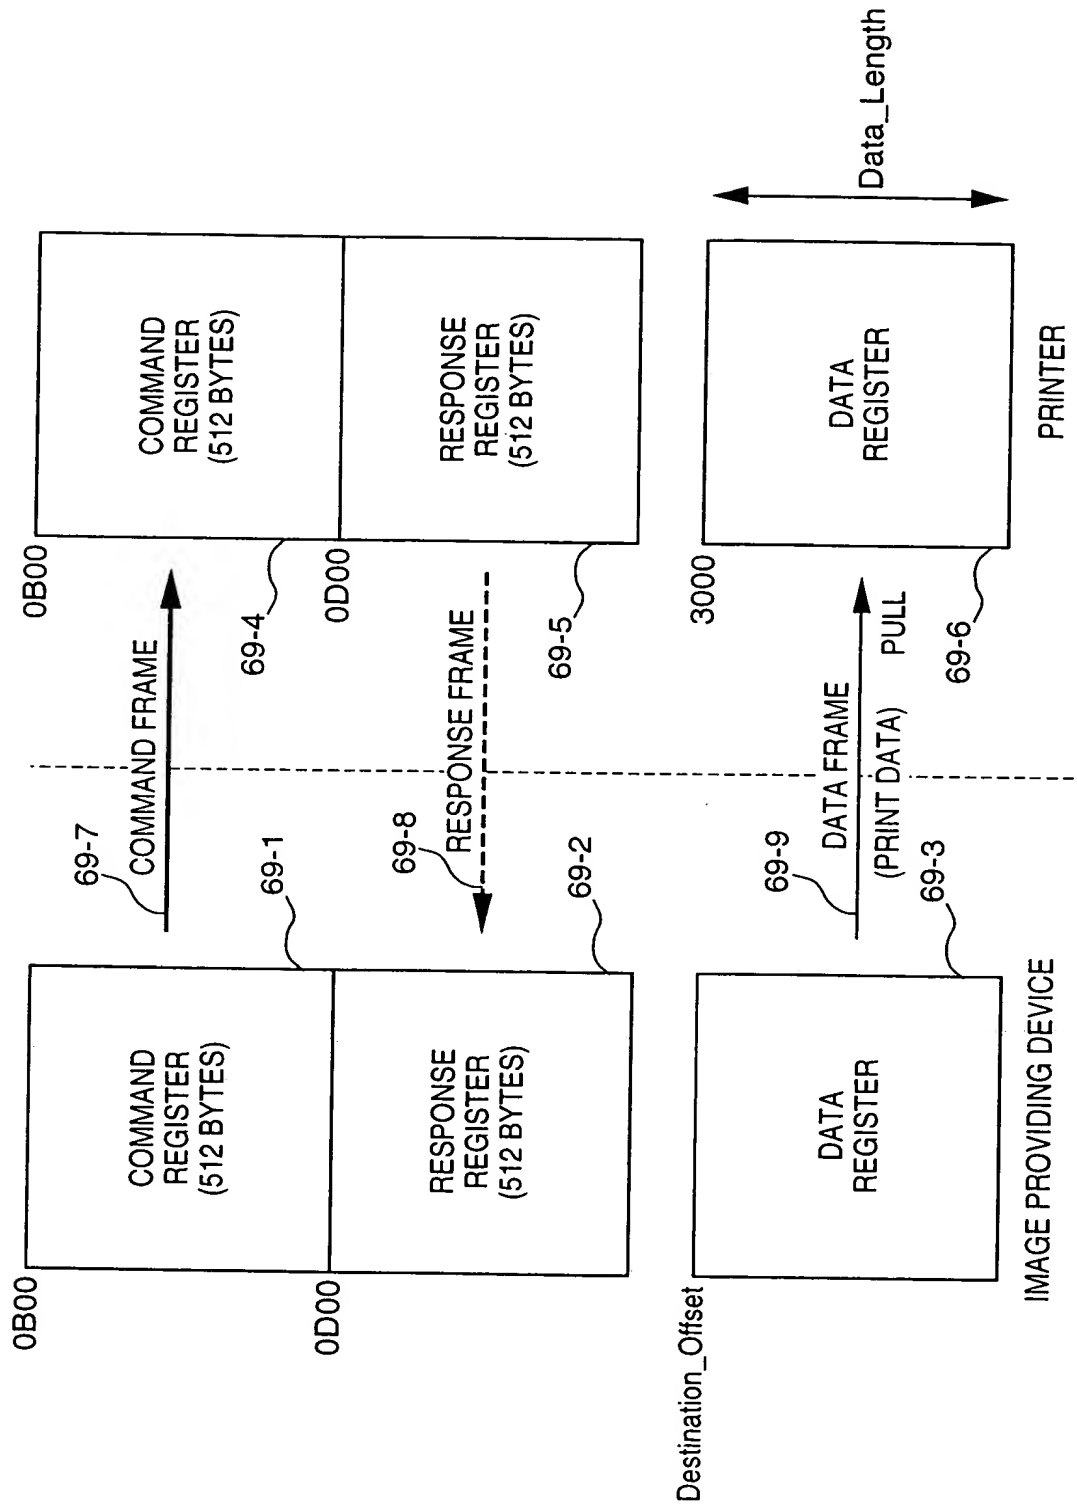 0B00
COMMAND
REGISTER
(512 BYTES)
69-1
0D00
RESPONSE
REGISTER
(512 BYTES)
69-2
Destination_Offset
DATA
REGISTER
69-3
IMAGE PROVIDING DEVICE
69-7
COMMAND FRAME
69-8
RESPONSE FRAME
69-9
DATA FRAME
(PRINT DATA)
PULL
0B00
COMMAND
REGISTER
(512 BYTES)
69-4
0D00
RESPONSE
REGISTER
(512 BYTES)
69-5
3000
DATA
REGISTER
69-6
PRINTER
Data_Length